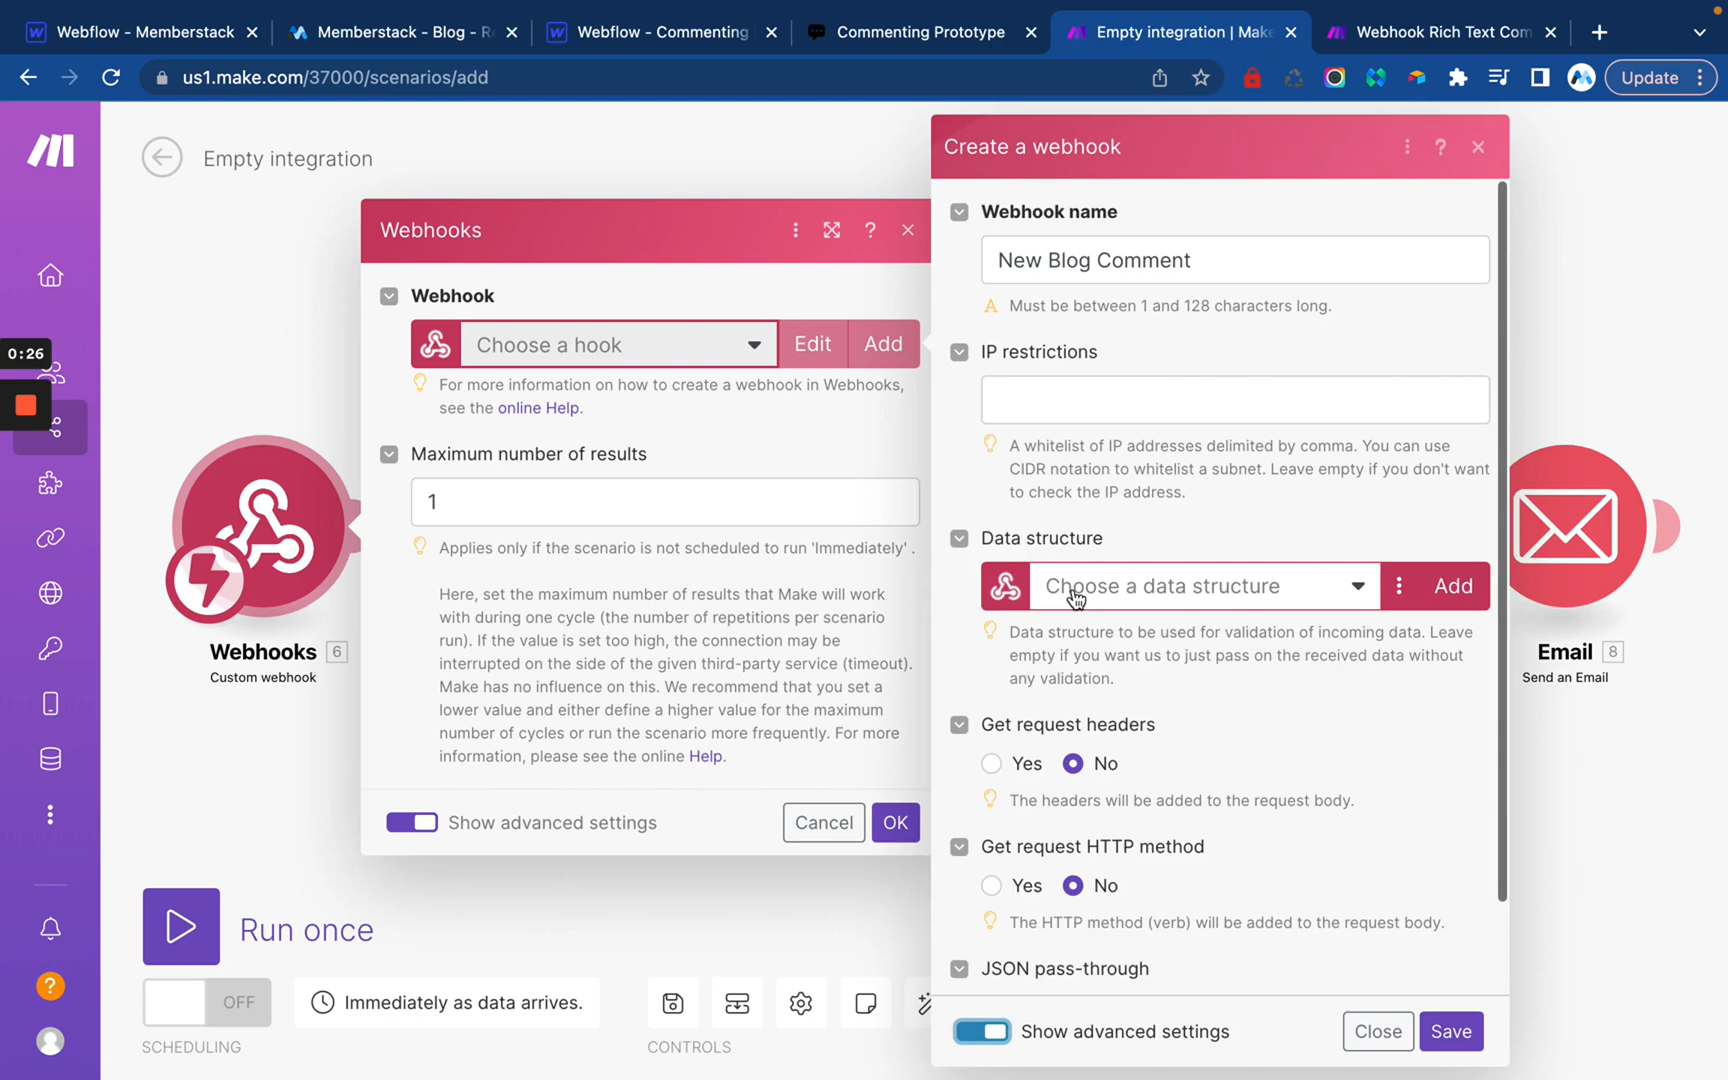 Webflow - Memberstack
Memberstack - Blog - R
Webflow - Commenting
Commenting Prototype
Empty integration | Make
Webhook Rich Text Com
us1.make.com/37000/scenarios/add
Update
Empty integration
0:26
Webhooks
Webhook
Choose a hook
Edit
Add
For more information on how to create a webhook in Webhooks,
see the online Help.
Maximum number of results
1
Applies only if the scenario is not scheduled to run 'Immediately' .
Here, set the maximum number of results that Make will work
with during one cycle (the number of repetitions per scenario
run). If the value is set too high, the connection may be
interrupted on the side of the given third-party service (timeout).
Make has no influence on this. We recommend that you set a
lower value and either define a higher value for the maximum
number of cycles or run the scenario more frequently. For more
information, please see the online Help.
Show advanced settings
Cancel
OK
Create a webhook
Webhook name
New Blog Comment
Must be between 1 and 128 characters long.
IP restrictions
A whitelist of IP addresses delimited by comma. You can use
CIDR notation to whitelist a subnet. Leave empty if you don't want
to check the IP address.
Data structure
Choose a data structure
Add
Data structure to be used for validation of incoming data. Leave
empty if you want us to just pass on the received data without
any validation.
Get request headers
Yes
No
The headers will be added to the request body.
Get request HTTP method
Yes
No
The HTTP method (verb) will be added to the request body.
JSON pass-through
Show advanced settings
Close
Save
Webhooks 6
Custom webhook
Email 8
Send an Email
Run once
OFF
Immediately as data arrives.
SCHEDULING
CONTROLS